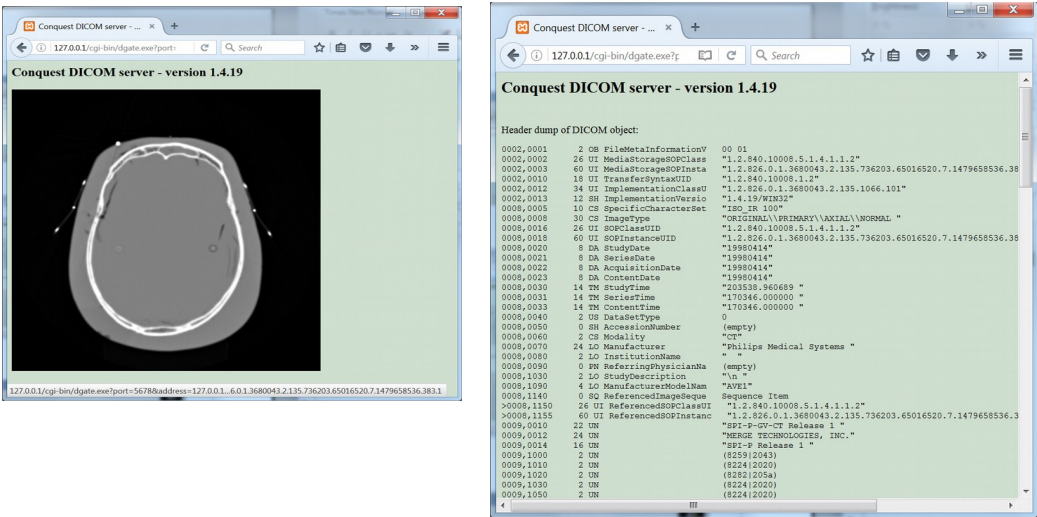 Conquest DICOM server - ... × +
127.0.0.1/cgi-bin/dgate.exe?port: Search
Conquest DICOM server - version 1.4.19
127.0.0.1/cgi-bin/dgate.exe?port=5678&address=127.0.0.1...6.0.1.3680043.2.135.736203.65016520.7.1479658536.383.1
Conquest DICOM server - ... × +
127.0.0.1/cgi-bin/dgate.exe?p Search
Conquest DICOM server - version 1.4.19
Header dump of DICOM object:
0002,0001 2 OB FileMetaInformationV 00 01
0002,0002 26 UI MediaStorageSOPClass "1.2.840.10008.5.1.4.1.1.2"
0002,0003 60 UI MediaStorageSOPInsta "1.2.826.0.1.3680043.2.135.736203.65016520.7.1479658536.38
0002,0010 18 UI TransferSyntaxUID "1.2.840.10008.1.2"
0002,0012 34 UI ImplementationClassU "1.2.826.0.1.3680043.2.135.1066.101"
0002,0013 12 SH ImplementationVersio "1.4.19/WIN32"
0008,0005 10 CS SpecificCharacterSet "ISO_IR 100"
0008,0008 30 CS ImageType "ORIGINAL\\PRIMARY\\AXIAL\\NORMAL "
0008,0016 26 UI SOPClassUID "1.2.840.10008.5.1.4.1.1.2"
0008,0018 60 UI SOPInstanceUID "1.2.826.0.1.3680043.2.135.736203.65016520.7.1479658536.38
0008,0020 8 DA StudyDate "19980414"
0008,0021 8 DA SeriesDate "19980414"
0008,0022 8 DA AcquisitionDate "19980414"
0008,0023 8 DA ContentDate "19980414"
0008,0030 14 TM StudyTime "203538.960689 "
0008,0031 14 TM SeriesTime "170346.000000 "
0008,0033 14 TM ContentTime "170346.000000 "
0008,0040 2 US DataSetType 0
0008,0050 0 SH AccessionNumber (empty)
0008,0060 2 CS Modality "CT"
0008,0070 24 LO Manufacturer "Philips Medical Systems "
0008,0080 2 LO InstitutionName "  "
0008,0090 0 PN ReferringPhysicianNa (empty)
0008,1030 2 LO StudyDescription "\n "
0008,1090 4 LO ManufacturerModelNam "AVE1"
0008,1140 0 SQ ReferencedImageSeque Sequence Item
>0008,1150 26 UI ReferencedSOPClassUI "1.2.840.10008.5.1.4.1.1.2"
>0008,1155 60 UI ReferencedSOPInstanc "1.2.826.0.1.3680043.2.135.736203.65016520.7.1479658536.3
0009,0010 22 UN "SPI-P-GV-CT Release 1 "
0009,0012 24 UN "MERGE TECHNOLOGIES, INC."
0009,0014 16 UN "SPI-P Release 1 "
0009,1000 2 UN (8259|2043)
0009,1010 2 UN (8224|2020)
0009,1020 2 UN (8282|205a)
0009,1030 2 UN (8224|2020)
0009,1050 2 UN (8224|2020)